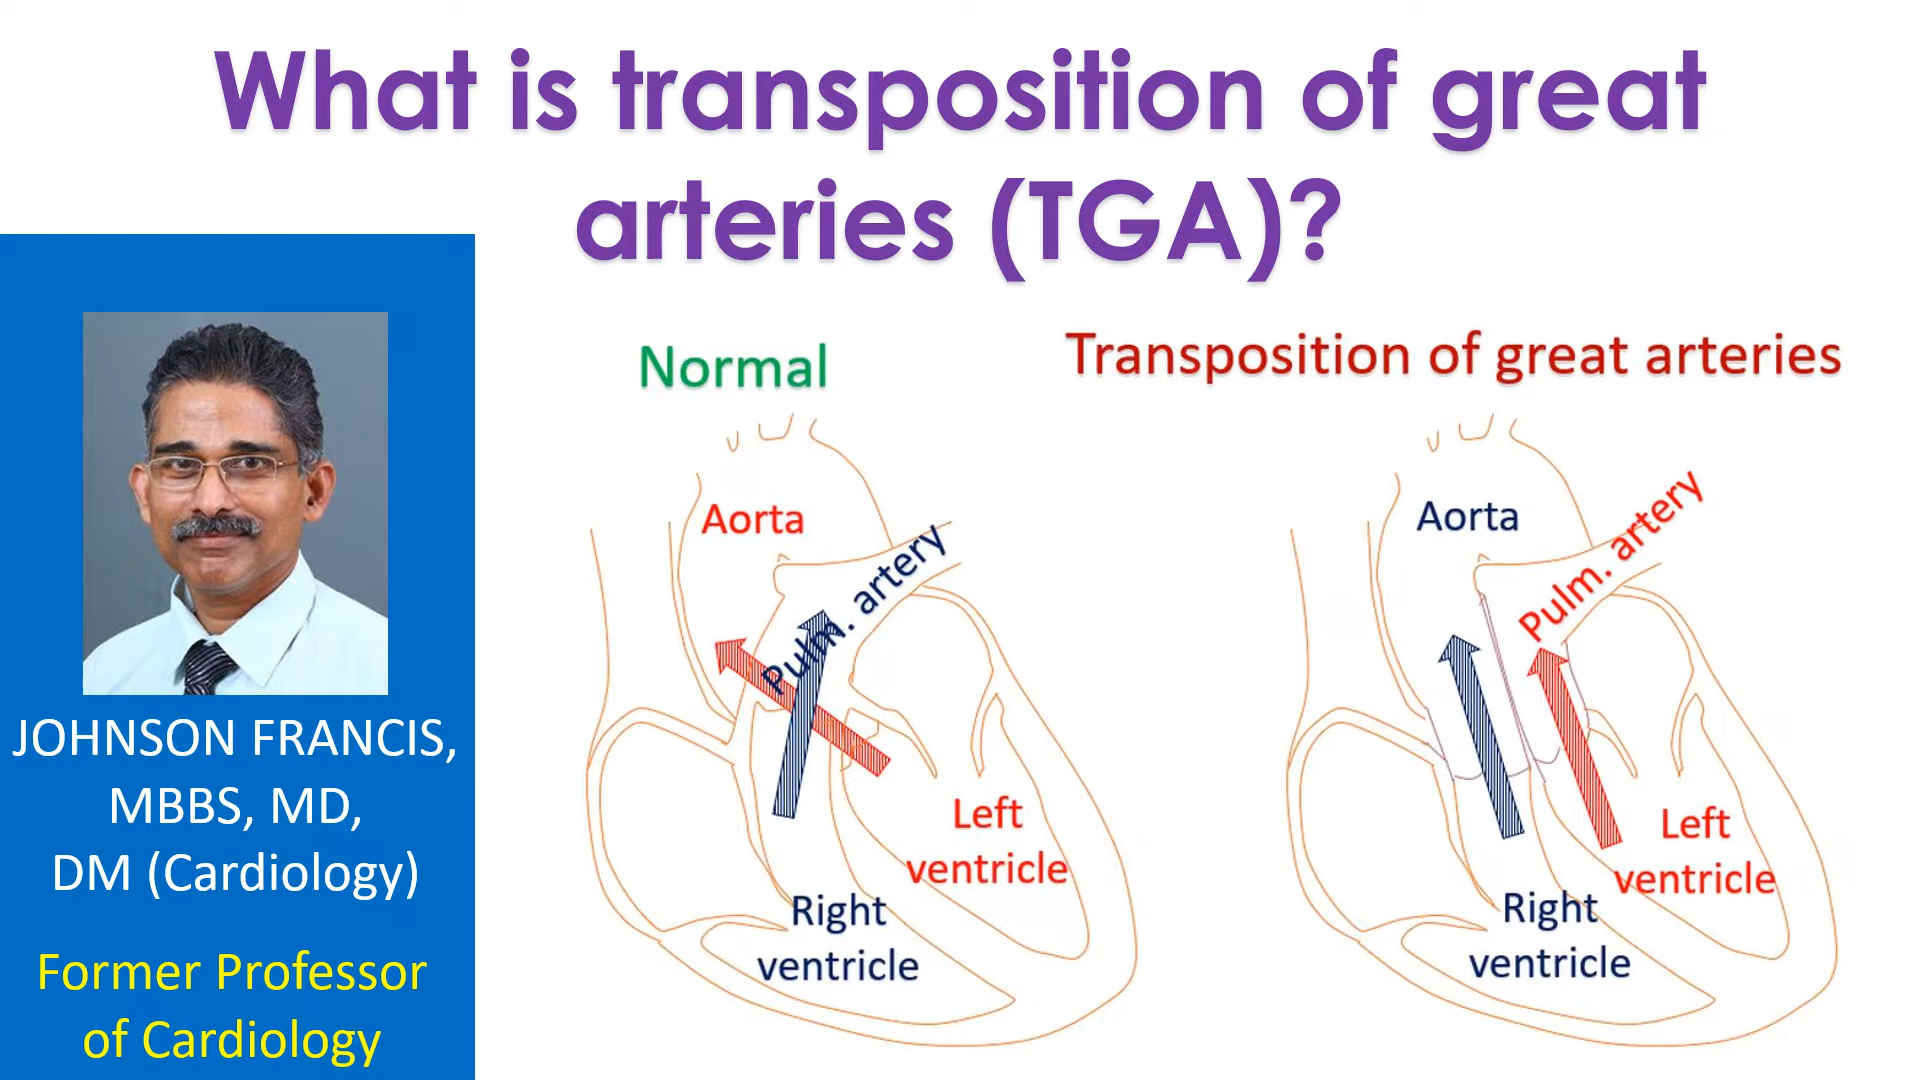 What is transposition of great
arteries (TGA)?
JOHNSON FRANCIS,
MBBS, MD,
DM (Cardiology)
Former Professor
of Cardiology
Normal
Aorta
Pulm. artery
Left
ventricle
Right
ventricle
Transposition of great arteries
Aorta
Pulm. artery
Left
ventricle
Right
ventricle